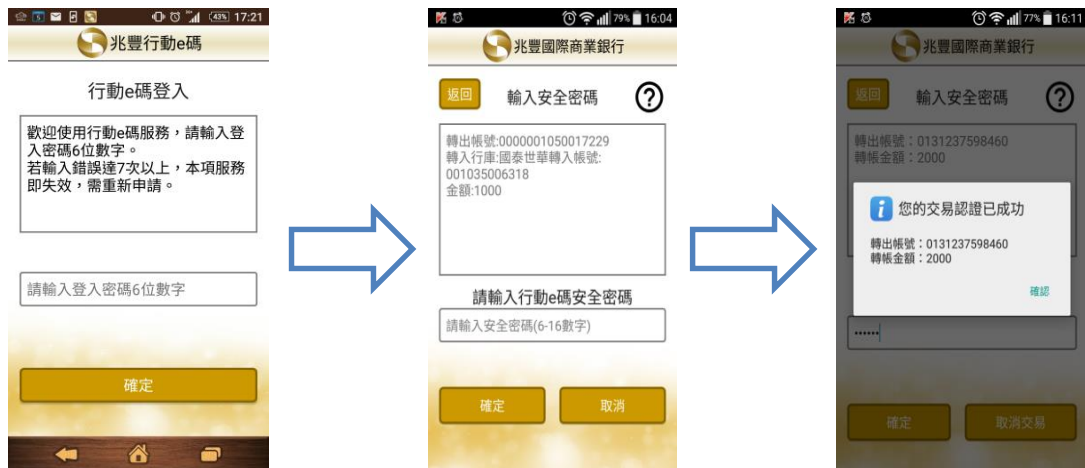 43% 17:21
兆豐行動e碼
行動e碼登入
歡迎使用行動e碼服務，請輸入登
入密碼6位數字。
若輸入錯誤達7次以上，本項服務
即失效，需重新申請。
請輸入登入密碼6位數字
確定
79% 16:04
兆豐國際商業銀行
返回 輸入安全密碼 ?
轉出帳號:0000001050017229
轉入行庫:國泰世華轉入帳號:
001035006318
金額:1000
請輸入行動e碼安全密碼
請輸入安全密碼(6-16數字)
確定 取消
77% 16:11
兆豐國際商業銀行
返回 輸入安全密碼 ?
轉出帳號：0131237598460
轉帳金額：2000
i 您的交易認證已成功
轉出帳號：0131237598460
轉帳金額：2000
確認
確定 取消交易